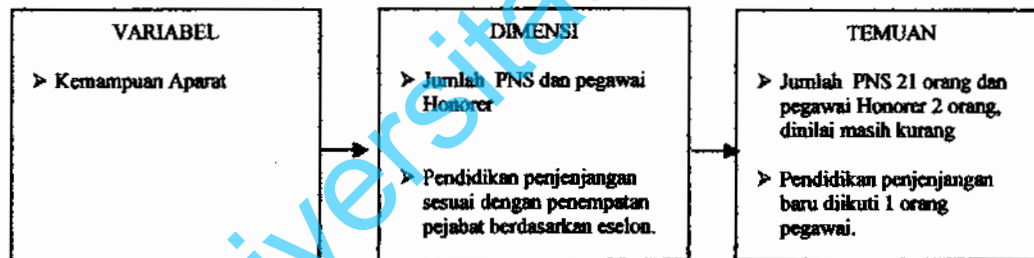 VARIABEL
➢ Kemampuan Aparat
DIMENSI
➢ Jumlah PNS dan pegawai
Honorer
➢ Pendidikan penjenjangan
sesuai dengan penempatan
pejabat berdasarkan eselon.
TEMUAN
➢ Jumlah PNS 21 orang dan
pegawai Honorer 2 orang,
dinilai masih kurang
➢ Pendidikan penjenjangan
baru diikuti 1 orang
pegawai.